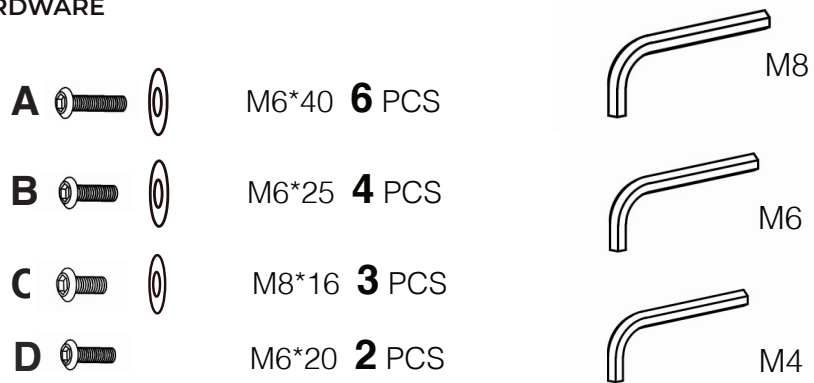 RDWARE
A M6*40 6 PCS
M8
B M6*25 4 PCS
M6
C M8*16 3 PCS
D M6*20 2 PCS
M4